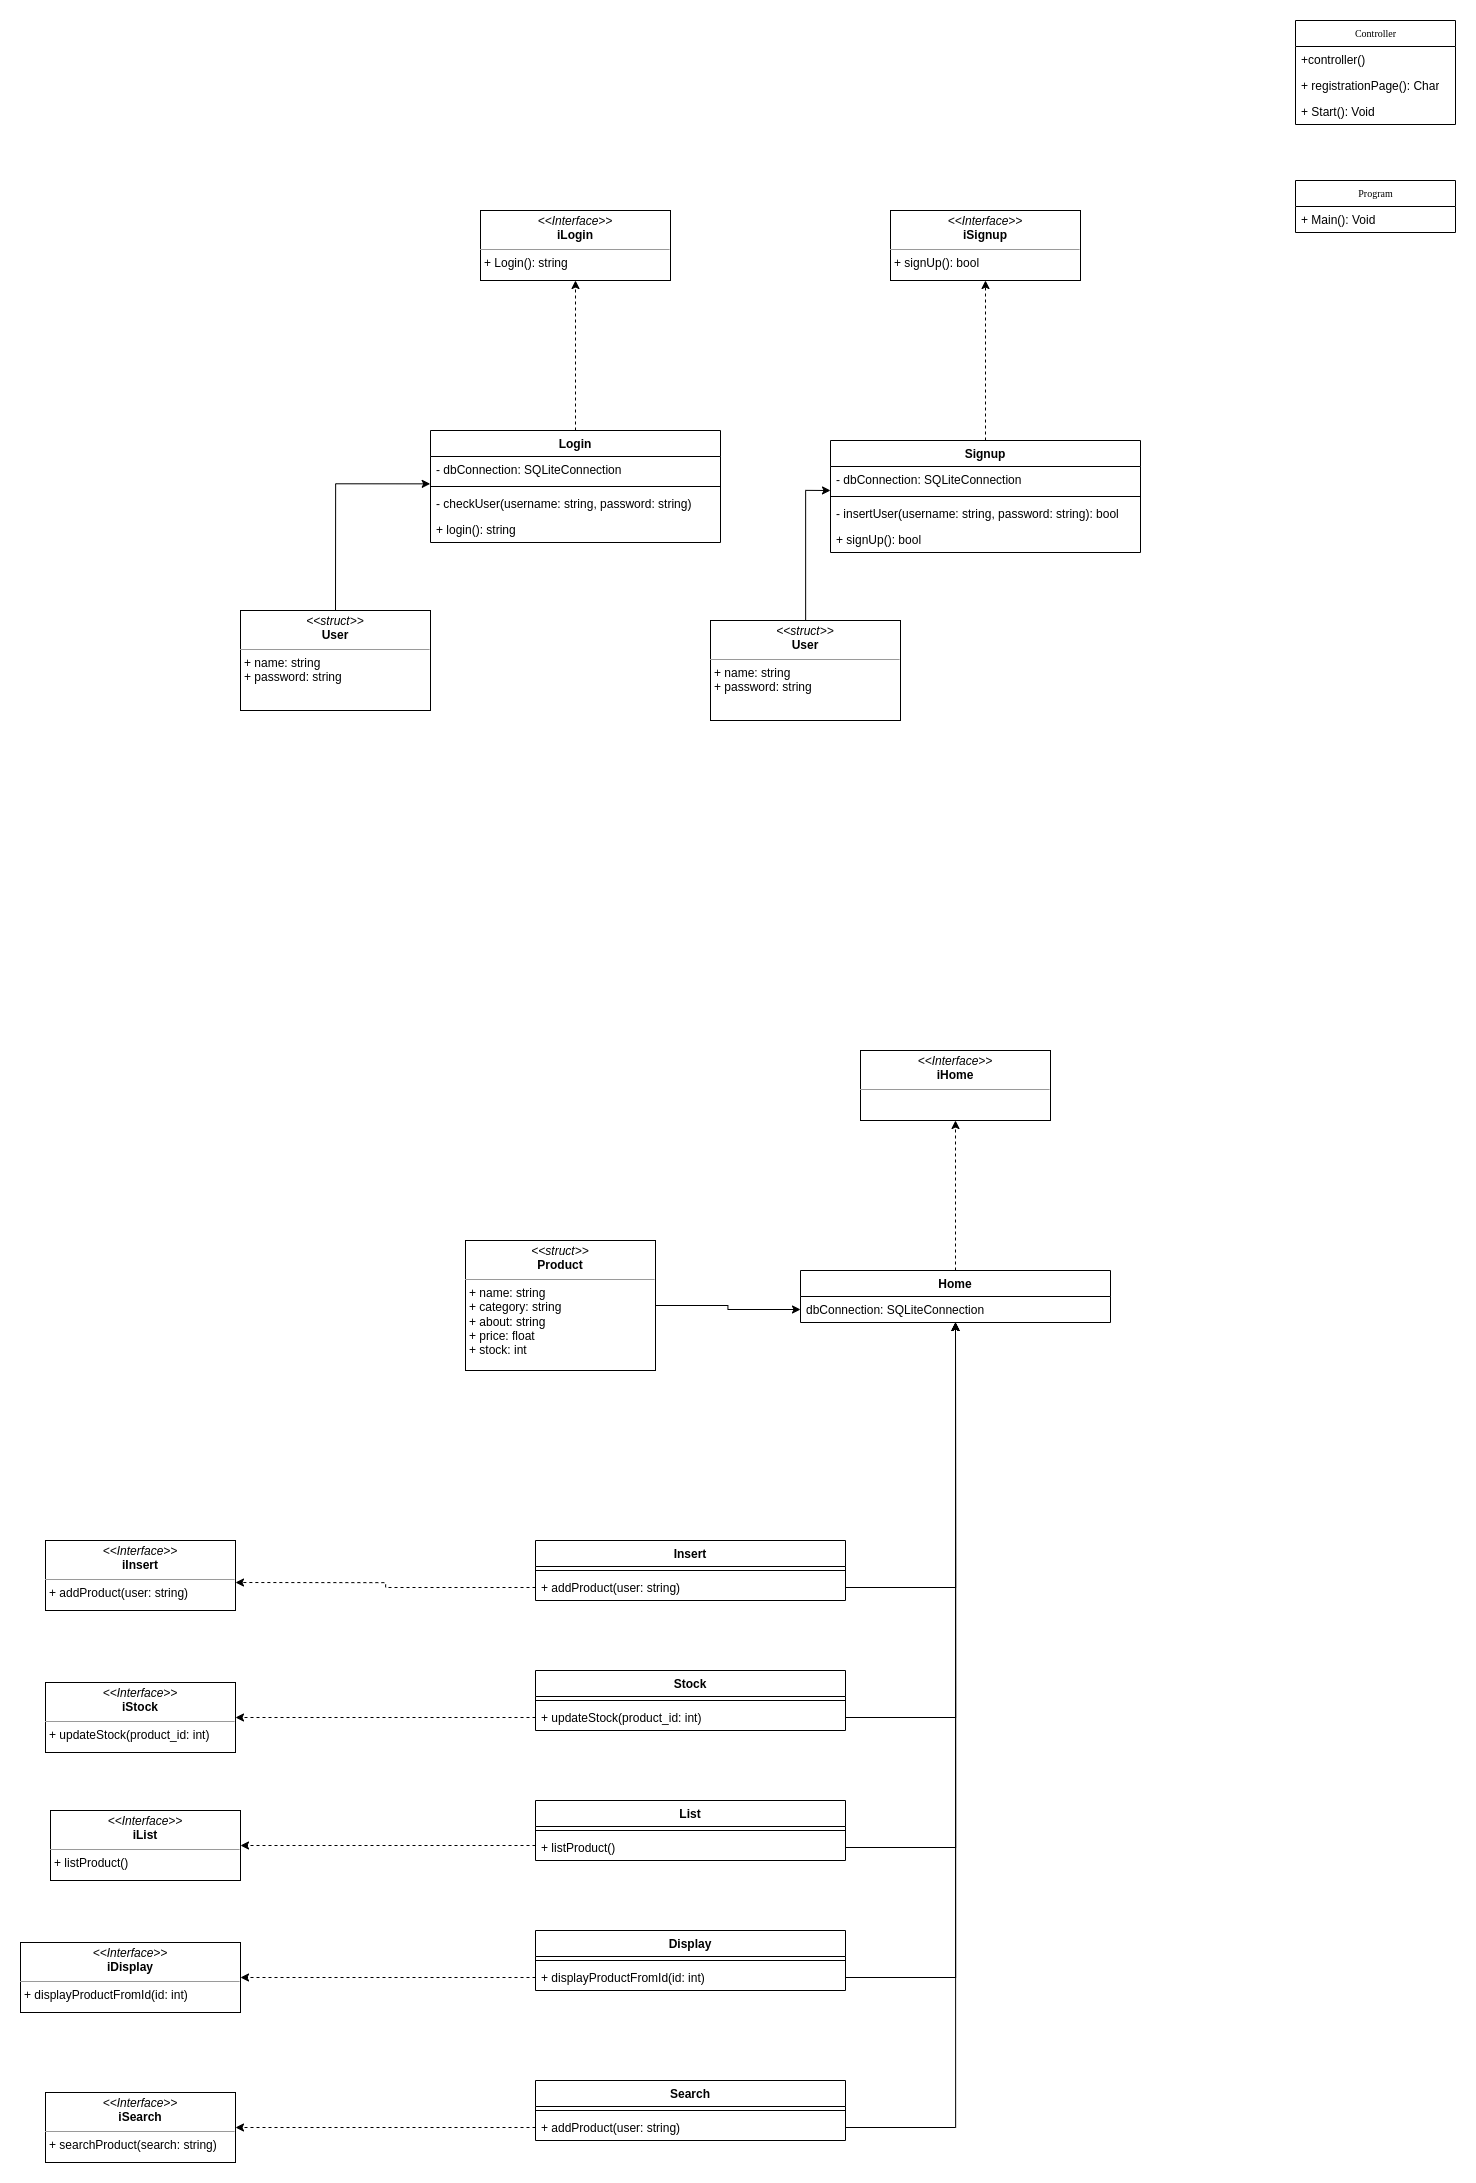 Controller
+controller()
+ registrationPage(): Char
+ Start(): Void
Program
+ Main(): Void
<<Interface>>
iLogin
+ Login(): string
<<Interface>>
iSignup
+ signUp(): bool
Login
- dbConnection: SQLiteConnection
- checkUser(username: string, password: string)
+ login(): string
Signup
- dbConnection: SQLiteConnection
- insertUser(username: string, password: string): bool
+ signUp(): bool
<<struct>>
User
+ name: string
+ password: string
<<struct>>
User
+ name: string
+ password: string
<<Interface>>
iHome
<<struct>>
Product
+ name: string
+ category: string
+ about: string
+ price: float
+ stock: int
Home
dbConnection: SQLiteConnection
<<Interface>>
iInsert
+ addProduct(user: string)
Insert
+ addProduct(user: string)
<<Interface>>
iStock
+ updateStock(product_id: int)
Stock
+ updateStock(product_id: int)
<<Interface>>
iList
+ listProduct()
List
+ listProduct()
<<Interface>>
iDisplay
+ displayProductFromId(id: int)
Display
+ displayProductFromId(id: int)
<<Interface>>
iSearch
+ searchProduct(search: string)
Search
+ addProduct(user: string)